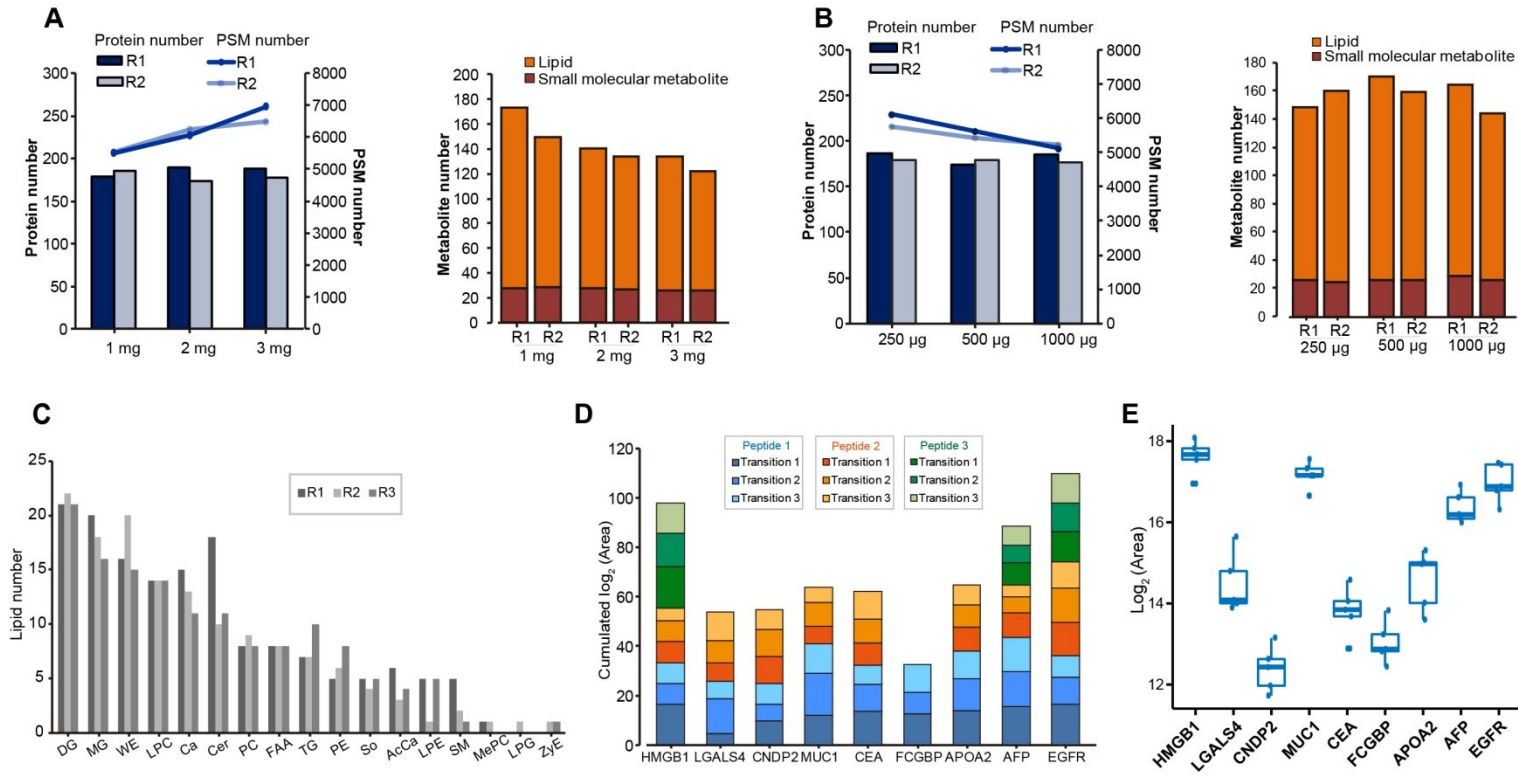 A
Protein number
PSM number
R1
R2
R1
R2
300
250
200
150
100
50
0
8000
7000
6000
5000
4000
3000
2000
1000
0
Protein number
PSM number
1 mg
2 mg
3 mg
Lipid
Small molecular metabolite
200
180
160
140
120
100
80
60
40
20
0
Metabolite number
R1 R2 R1 R2 R1 R2
1 mg 2 mg 3 mg
B
Protein number
PSM number
R1
R2
R1
R2
300
250
200
150
100
50
0
8000
7000
6000
5000
4000
3000
2000
1000
0
Protein number
PSM number
250 µg
500 µg
1000 µg
Lipid
Small molecular metabolite
180
160
140
120
100
80
60
40
20
0
Metabolite number
R1 R2 R1 R2 R1 R2
250 µg 500 µg 1000 µg
C
R1 R2 R3
25
20
15
10
5
0
Lipid number
DG MG WE LPC Ca Cer PC FAA TG PE So AcCa LPE SM MePC LPG ZyE
D
Peptide 1
Transition 1
Transition 2
Transition 3
Peptide 2
Transition 1
Transition 2
Transition 3
Peptide 3
Transition 1
Transition 2
Transition 3
120
100
80
60
40
20
0
Cumulated log2 (Area)
HMGB1 LGALS4 CNDP2 MUC1 CEA FCGBP APOA2 AFP EGFR
E
18
16
14
12
Log2 (Area)
HMGB1 LGALS4 CNDP2 MUC1 CEA FCGBP APOA2 AFP EGFR